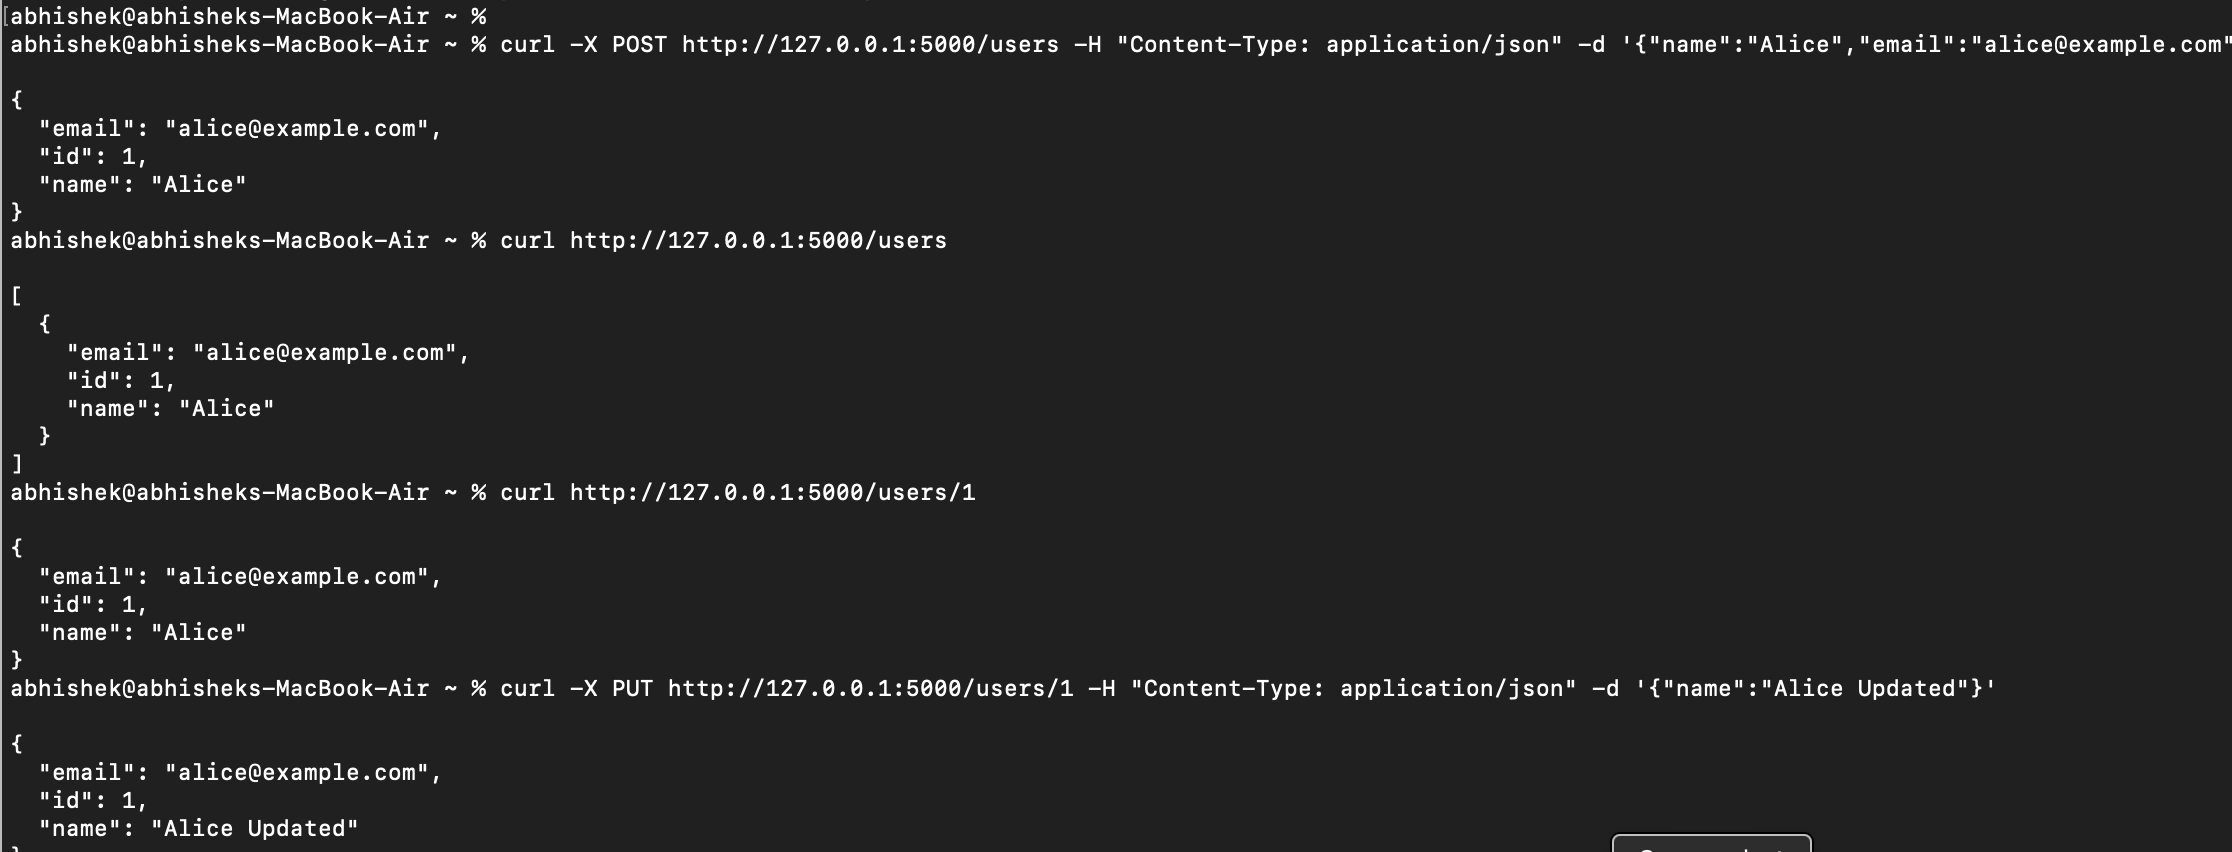 [abhishek@abhisheks-MacBook-Air ~ %
abhishek@abhisheks-MacBook-Air ~ % curl -X POST http://127.0.0.1:5000/users -H "Content-Type: application/json" -d '{"name":"Alice","email":"alice@example.com"
{
  "email": "alice@example.com",
  "id": 1,
  "name": "Alice"
}
abhishek@abhisheks-MacBook-Air ~ % curl http://127.0.0.1:5000/users
[
  {
    "email": "alice@example.com",
    "id": 1,
    "name": "Alice"
  }
]
abhishek@abhisheks-MacBook-Air ~ % curl http://127.0.0.1:5000/users/1
{
  "email": "alice@example.com",
  "id": 1,
  "name": "Alice"
}
abhishek@abhisheks-MacBook-Air ~ % curl -X PUT http://127.0.0.1:5000/users/1 -H "Content-Type: application/json" -d '{"name":"Alice Updated"}'
{
  "email": "alice@example.com",
  "id": 1,
  "name": "Alice Updated"